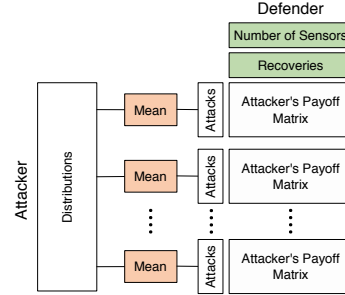 Defender
Number of Sensors
Recoveries
Attacker
Distributions
Mean
Attacks
Attacker's Payoff
Matrix
Mean
Attacks
Attacker's Payoff
Matrix
Mean
Attacks
Attacker's Payoff
Matrix